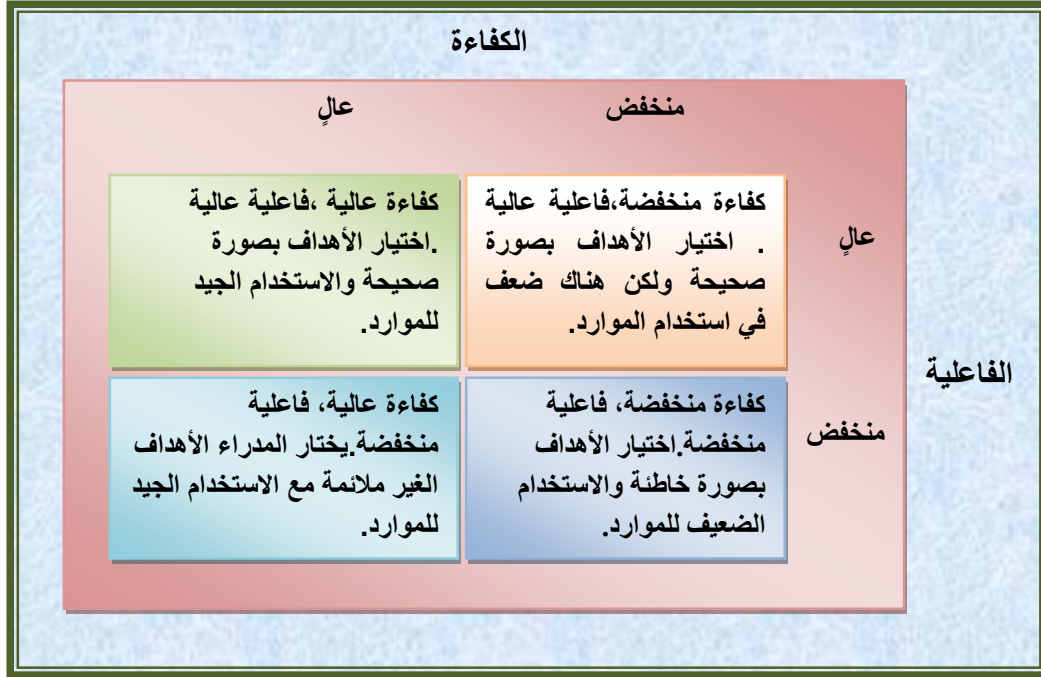 الكفاءة
منخفض
عالٍ
عالٍ
كفاءة منخفضة،فاعلية عالية
. اختيار الأهداف بصورة
صحيحة ولكن هناك ضعف
في استخدام الموارد.
كفاءة عالية ،فاعلية عالية
.اختيار الأهداف بصورة
صحيحة والاستخدام الجيد
للموارد.
الفاعلية
منخفض
كفاءة منخفضة، فاعلية
منخفضة.اختيار الأهداف
بصورة خاطئة والاستخدام
الضعيف للموارد.
كفاءة عالية، فاعلية
منخفضة.يختار المدراء الأهداف
الغير ملائمة مع الاستخدام الجيد
للموارد.